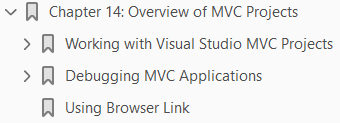 Chapter 14: Overview of MVC Projects
Working with Visual Studio MVC Projects
Debugging MVC Applications
Using Browser Link